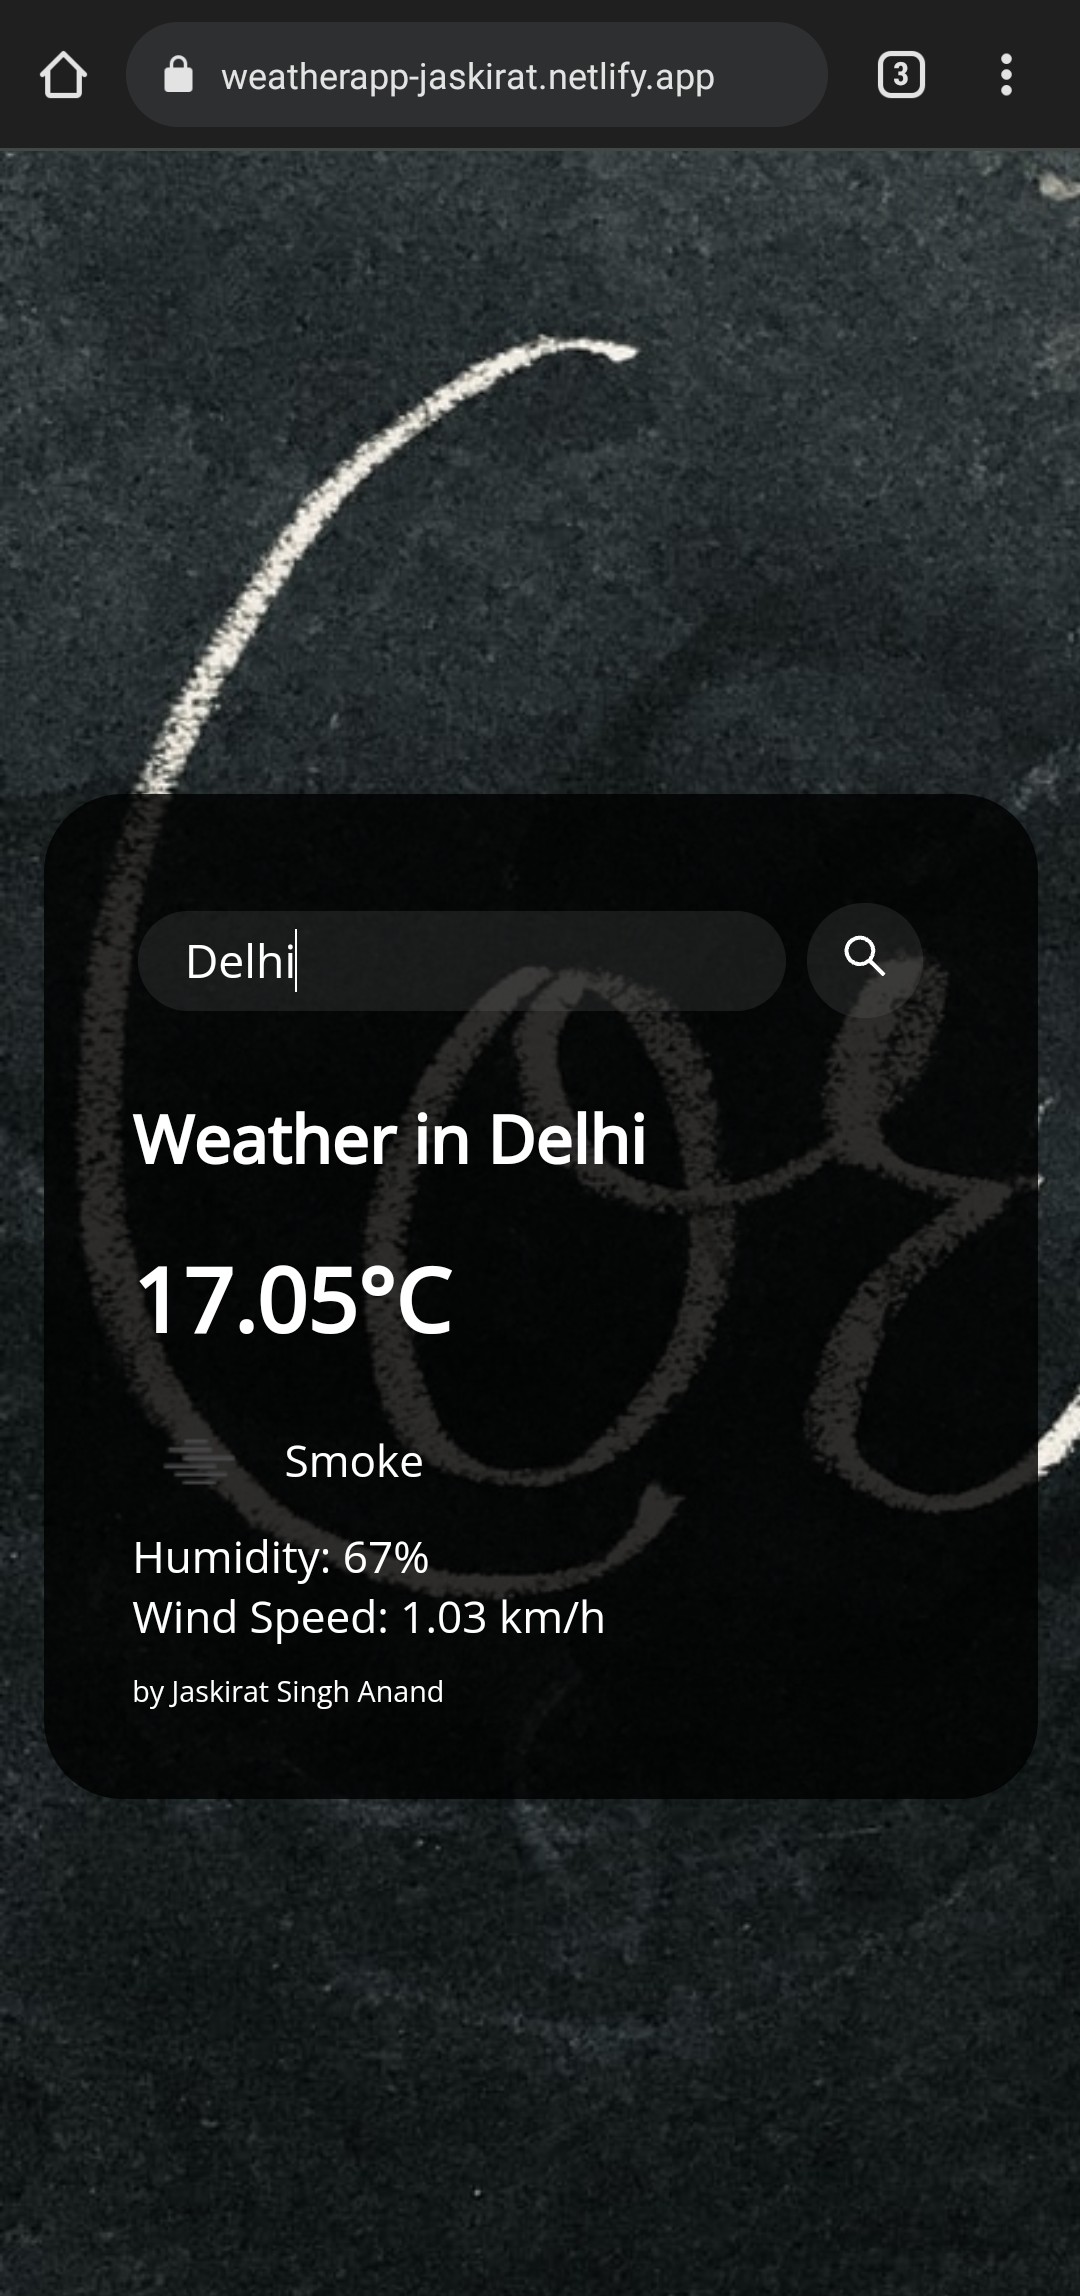 weatherapp-jaskirat.netlify.app
3
Delhi
Weather in Delhi
17.05°C
Smoke
Humidity: 67%
Wind Speed: 1.03 km/h
by Jaskirat Singh Anand